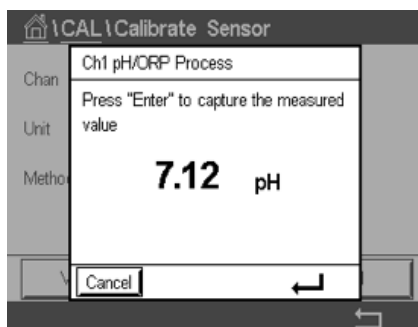 \CAL\Calibrate Sensor
Ch1 pH/ORP Process
Chan
Press "Enter" to capture the measured
Unit
value
Metho
7.12 pH
Cancel